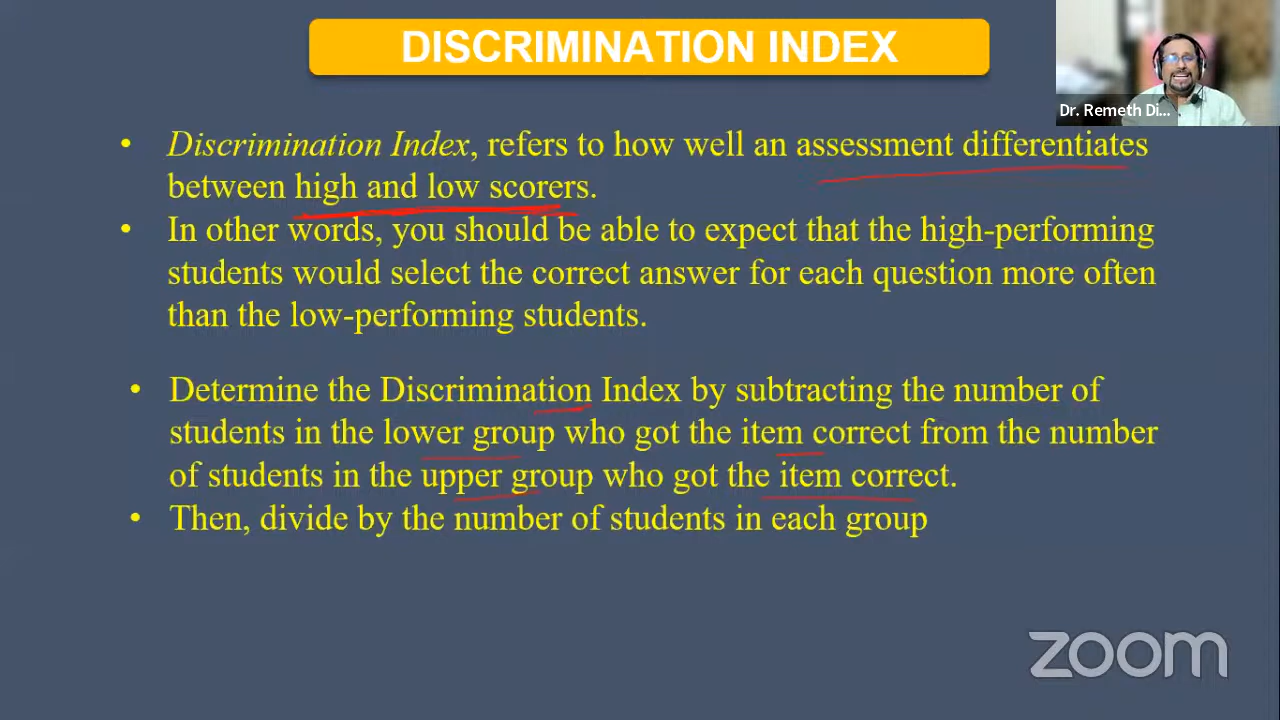 DISCRIMINATION INDEX
Dr. Remeth Di...
• Discrimination Index, refers to how well an assessment differentiates
between high and low scorers.
• In other words, you should be able to expect that the high-performing
students would select the correct answer for each question more often
than the low-performing students.
• Determine the Discrimination Index by subtracting the number of
students in the lower group who got the item correct from the number
of students in the upper group who got the item correct.
• Then, divide by the number of students in each group
zoom